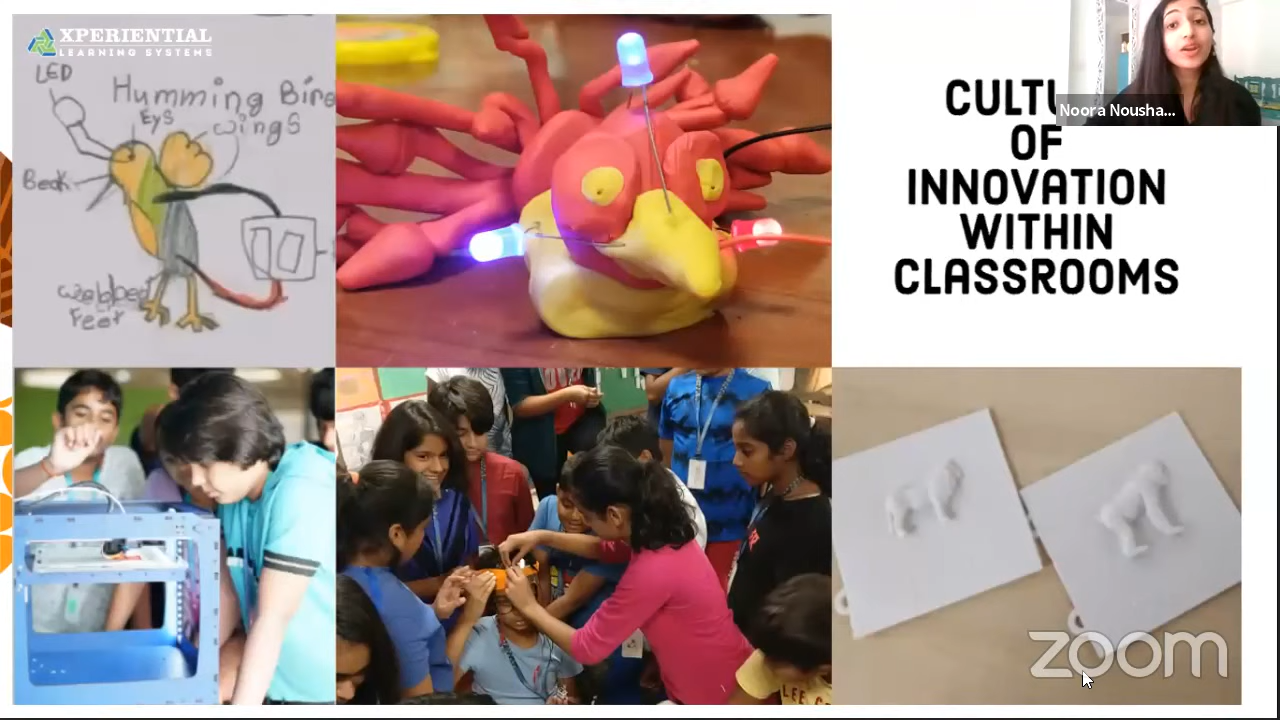 XPERIENTIAL
LEARNING SYSTEMS
LED
Humming Bird
Eys
wings
Beak
webbed
Feet
CULTU
OF
INNOVATION
WITHIN
CLASSROOMS
Noora Nousha...
LEE
zoom